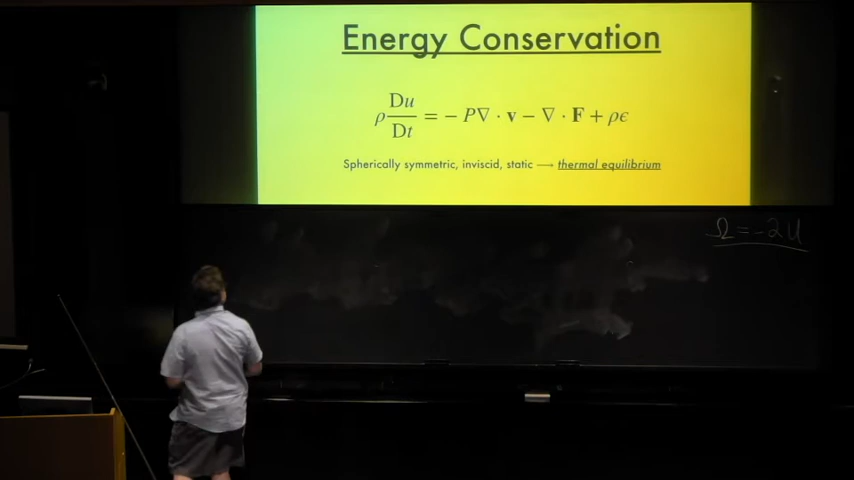 Energy Conservation
ρ Du/Dt = − P∇ · v − ∇ · F + ρϵ
Spherically symmetric, inviscid, static ⟶ thermal equilibrium
Ω = -2U